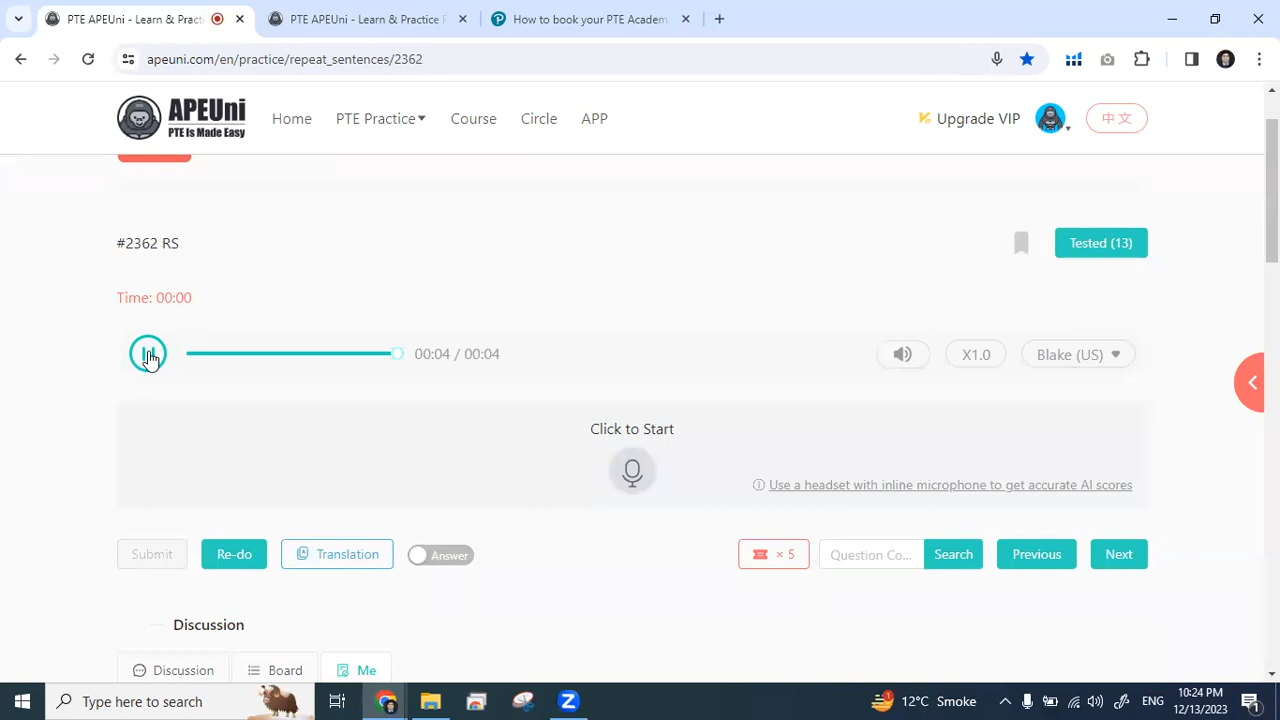 PTE APEUni - Learn & Practi
PTE APEUni - Learn & Practice F
How to book your PTE Academ
apeuni.com/en/practice/repeat_sentences/2362
APEUni
PTE Is Made Easy
Home
PTE Practice
Course
Circle
APP
Upgrade VIP
中文
#2362 RS
Tested (13)
Time: 00:00
00:04 / 00:04
X1.0
Blake (US)
Click to Start
Use a headset with inline microphone to get accurate AI scores
Submit
Re-do
Translation
Answer
× 5
Question Co...
Search
Previous
Next
Discussion
Discussion
Board
Me
Type here to search
1
12°C Smoke
ENG
10:24 PM
12/13/2023
1